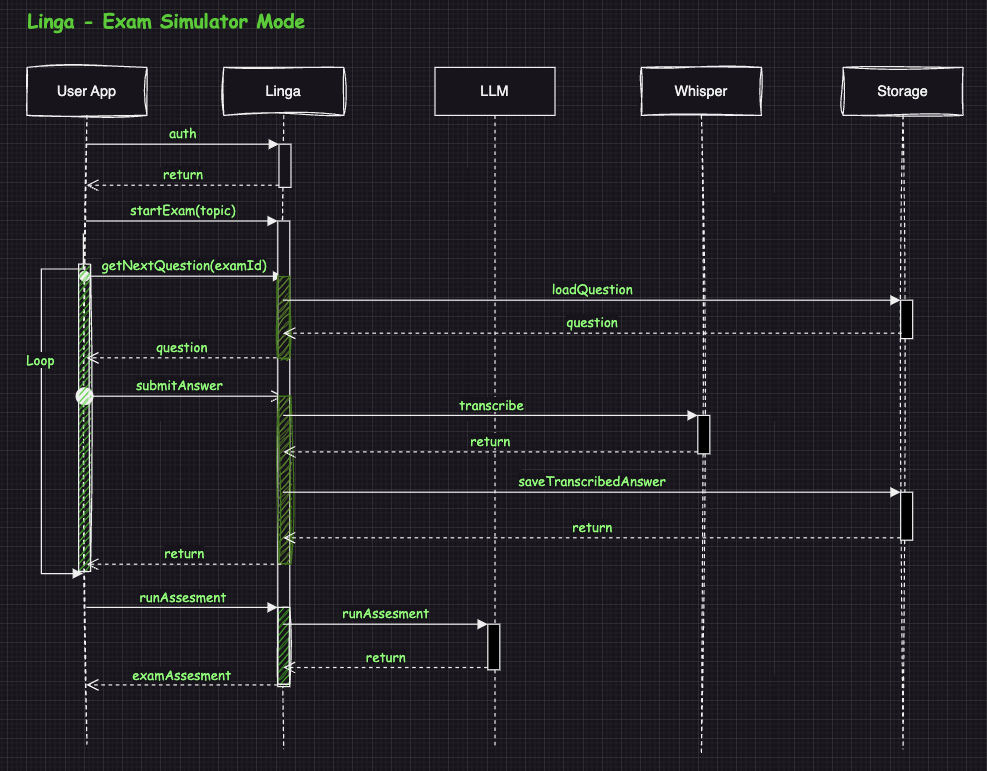 Linga - Exam Simulator Mode
User App
Linga
LLM
Whisper
Storage
auth
return
startExam(topic)
getNextQuestion(examId)
loadQuestion
question
question
Loop
submitAnswer
transcribe
return
saveTranscribedAnswer
return
return
runAssesment
runAssesment
return
examAssesment